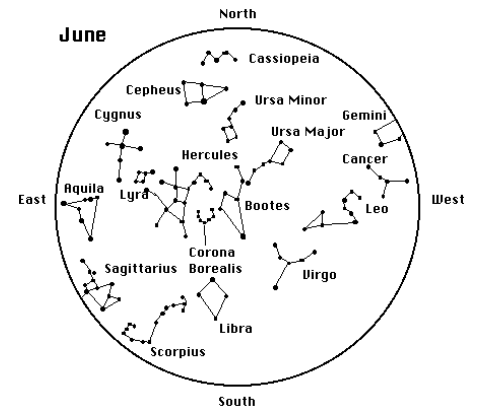 North
June
Cassiopeia
Cepheus
Ursa Minor
Cygnus
Gemini
Ursa Major
Hercules
Cancer
East
Aquila
Lyra
Bootes
Leo
West
Corona
Borealis
Sagittarius
Virgo
Libra
Scorpius
South